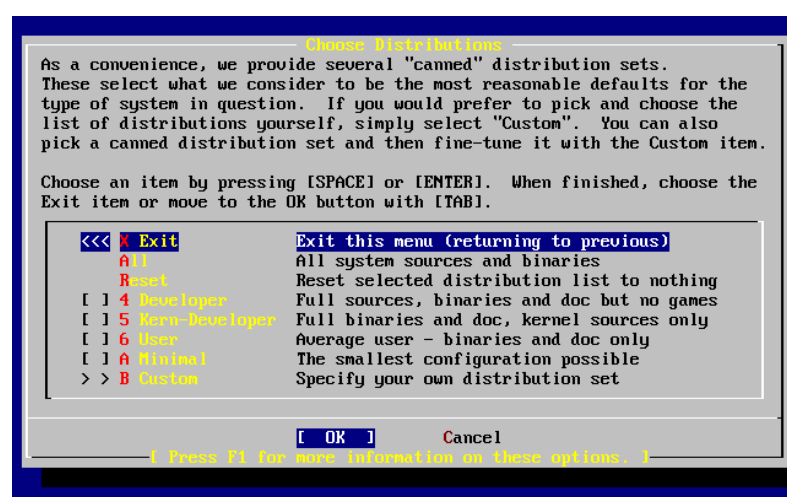 Choose Distributions
As a convenience, we provide several "canned" distribution sets.
These select what we consider to be the most reasonable defaults for the
type of system in question.  If you would prefer to pick and choose the
list of distributions yourself, simply select "Custom".  You can also
pick a canned distribution set and then fine-tune it with the Custom item.
Choose an item by pressing [SPACE] or [ENTER].  When finished, choose the
Exit item or move to the OK button with [TAB].
<<< X Exit Exit this menu (returning to previous)
All All system sources and binaries
Reset Reset selected distribution list to nothing
[ ] 4 Developer Full sources, binaries and doc but no games
[ ] 5 Kern-Developer Full binaries and doc, kernel sources only
[ ] 6 User Average user - binaries and doc only
[ ] A Minimal The smallest configuration possible
> > B Custom Specify your own distribution set
[ OK ] Cancel
[ Press F1 for more information on these options. ]